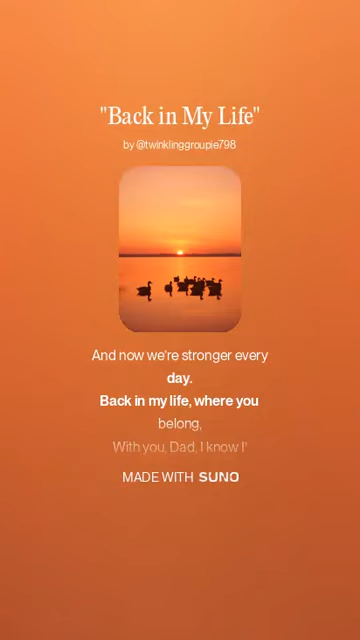 "Back in My Life"
by @twinklinggroupie798
And now we're stronger every
day.
Back in my life, where you
belong,
With you, Dad, I know I'
MADE WITH SUNO